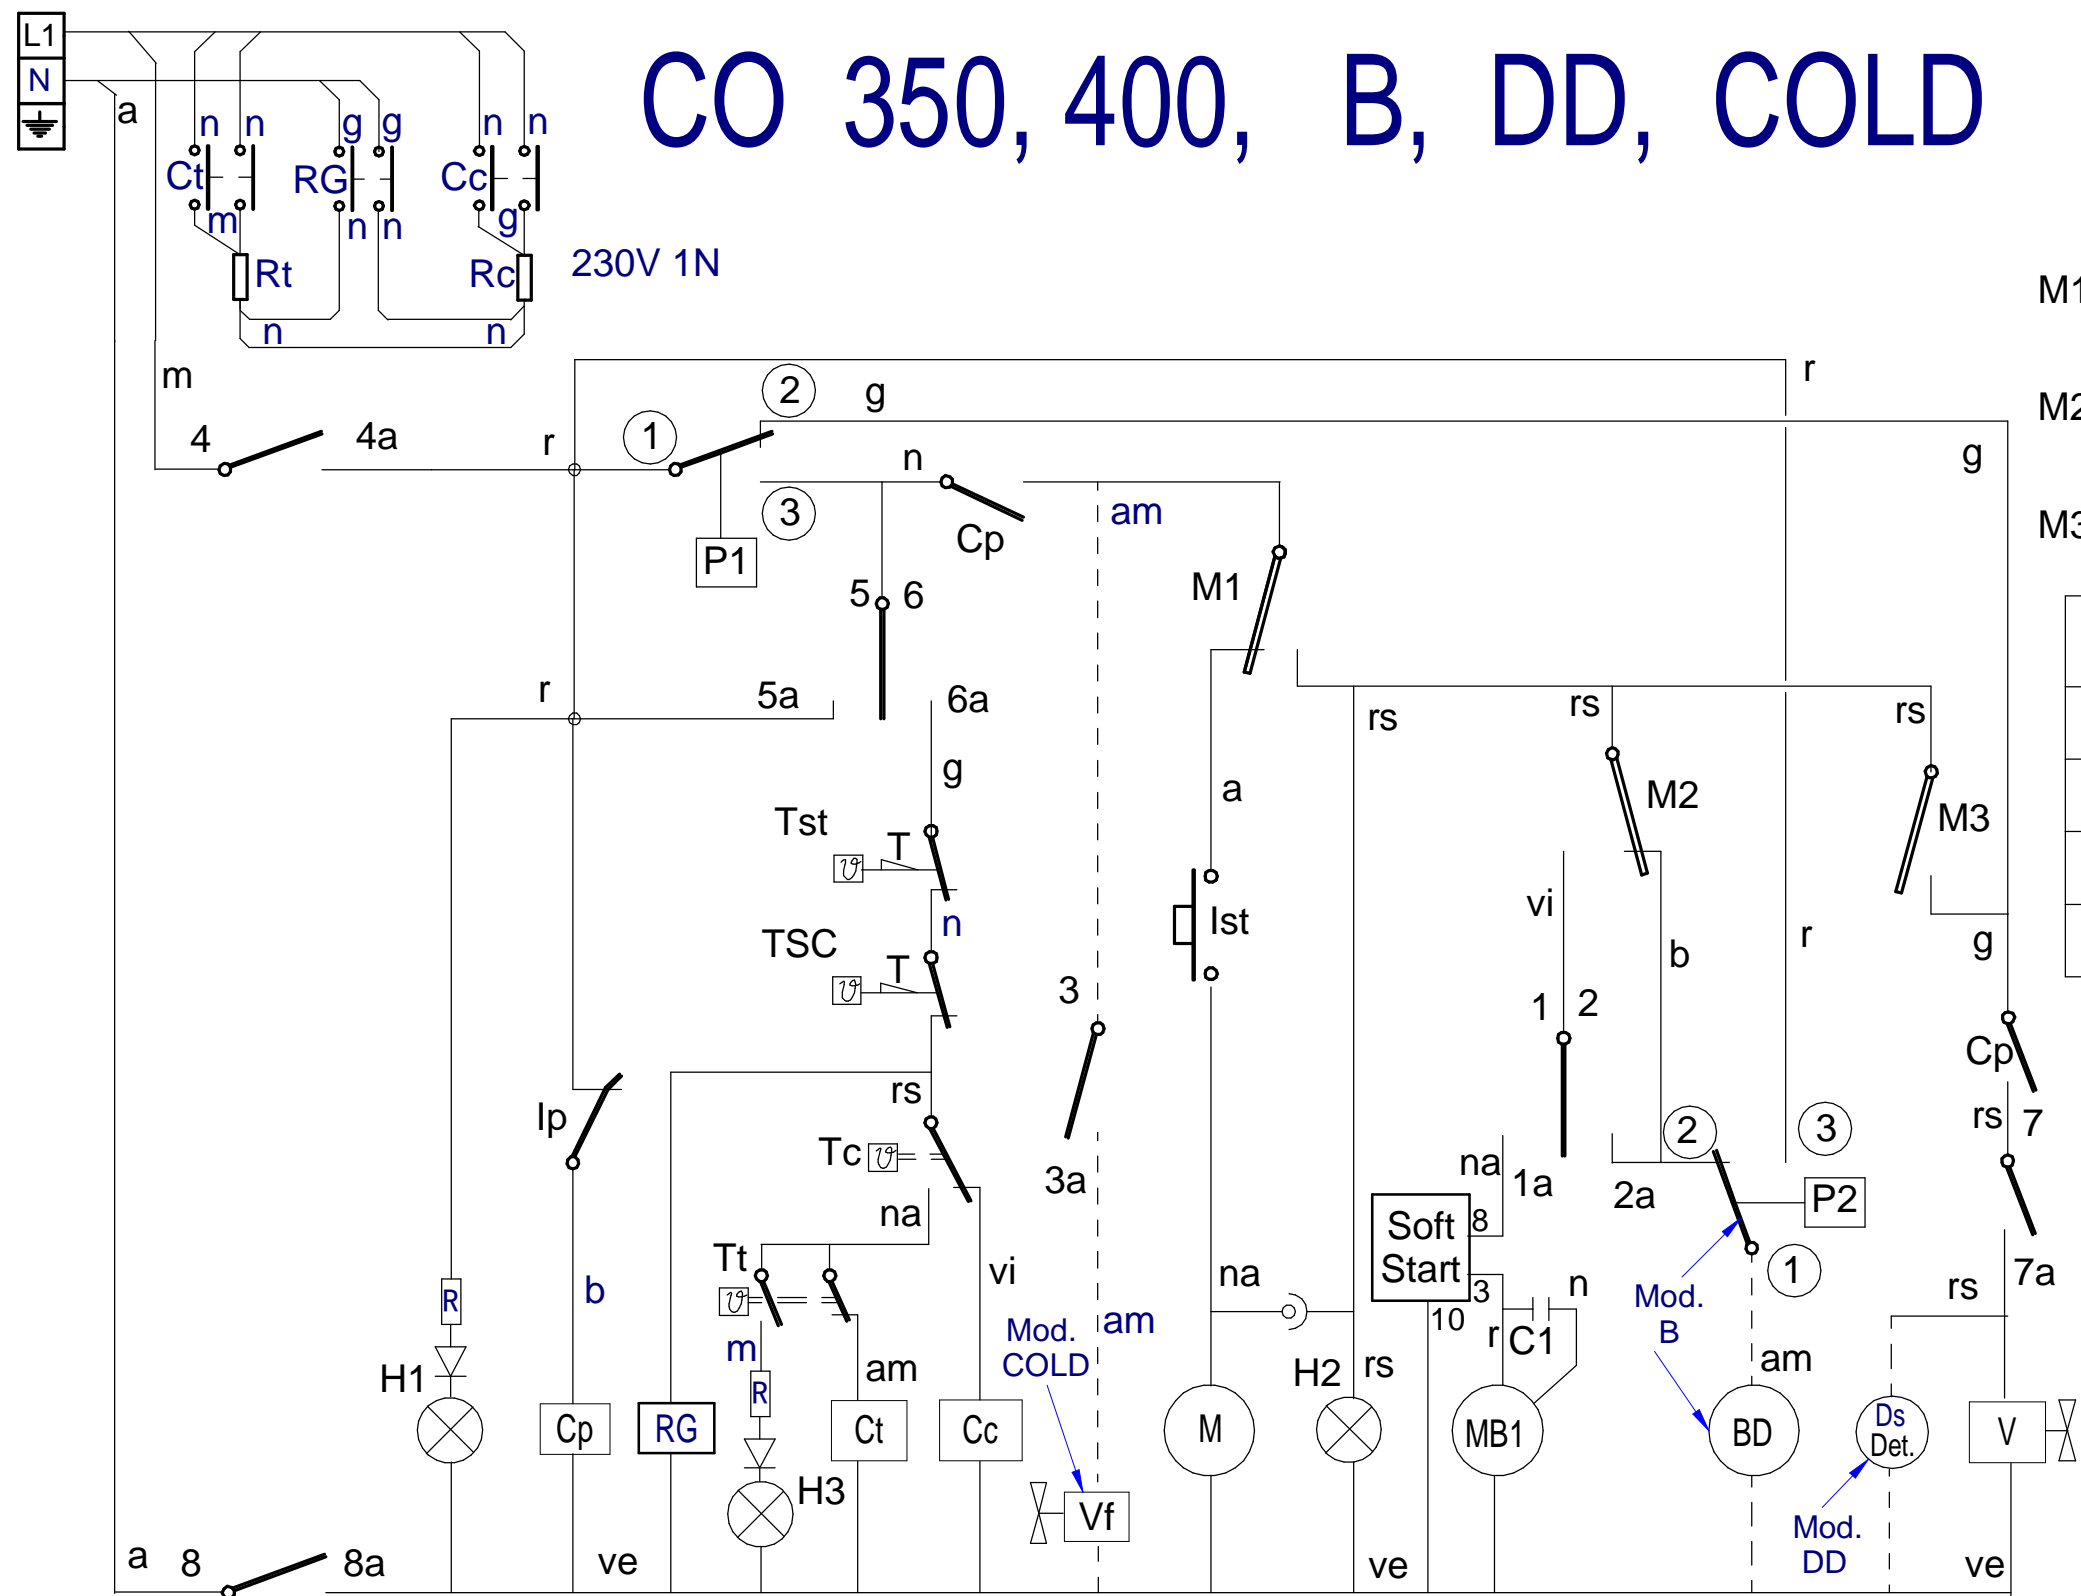 L1
CO 350, 400, B, DD, COLD
N
a
n n g g n n
Ct RG Cc
m n n g
Rt Rc 230V 1N
M1
n n
m r
2 g
M2
4 4a r 1
n g
3 am
P1 Cp M3
M1
5 6
r 5a 6a rs rs rs
g
a M2 M3
Tst T
vi Ist
n b r g
TSC T
3 1 2
Cp
rs
Ip 2 3 rs 7
Tc
na
3a 1a 2a P2
na Soft 8
Start
Tt vi na 3 n 1 7a
b rs
R Mod.
B
10
m Mod.
COLD
am r C1
H1 R am H2 rs am
Ds
Det.
Cp RG Ct Cc M MB1 BD V
H3 Vf
Mod.
DD
a 8 8a ve ve ve